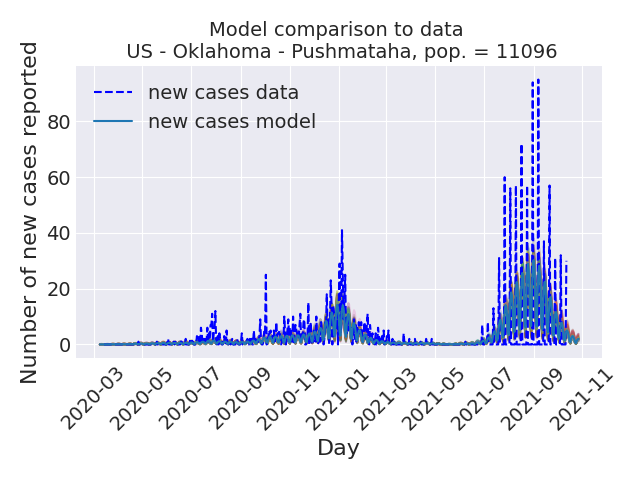 Model comparison to data
US - Oklahoma - Pushmataha, pop. = 11096
Number of new cases reported
new cases data
new cases model
80
60
40
20
0
2020-03
2020-05
2020-07
2020-09
2020-11
2021-01
2021-03
2021-05
2021-07
2021-09
2021-11
Day